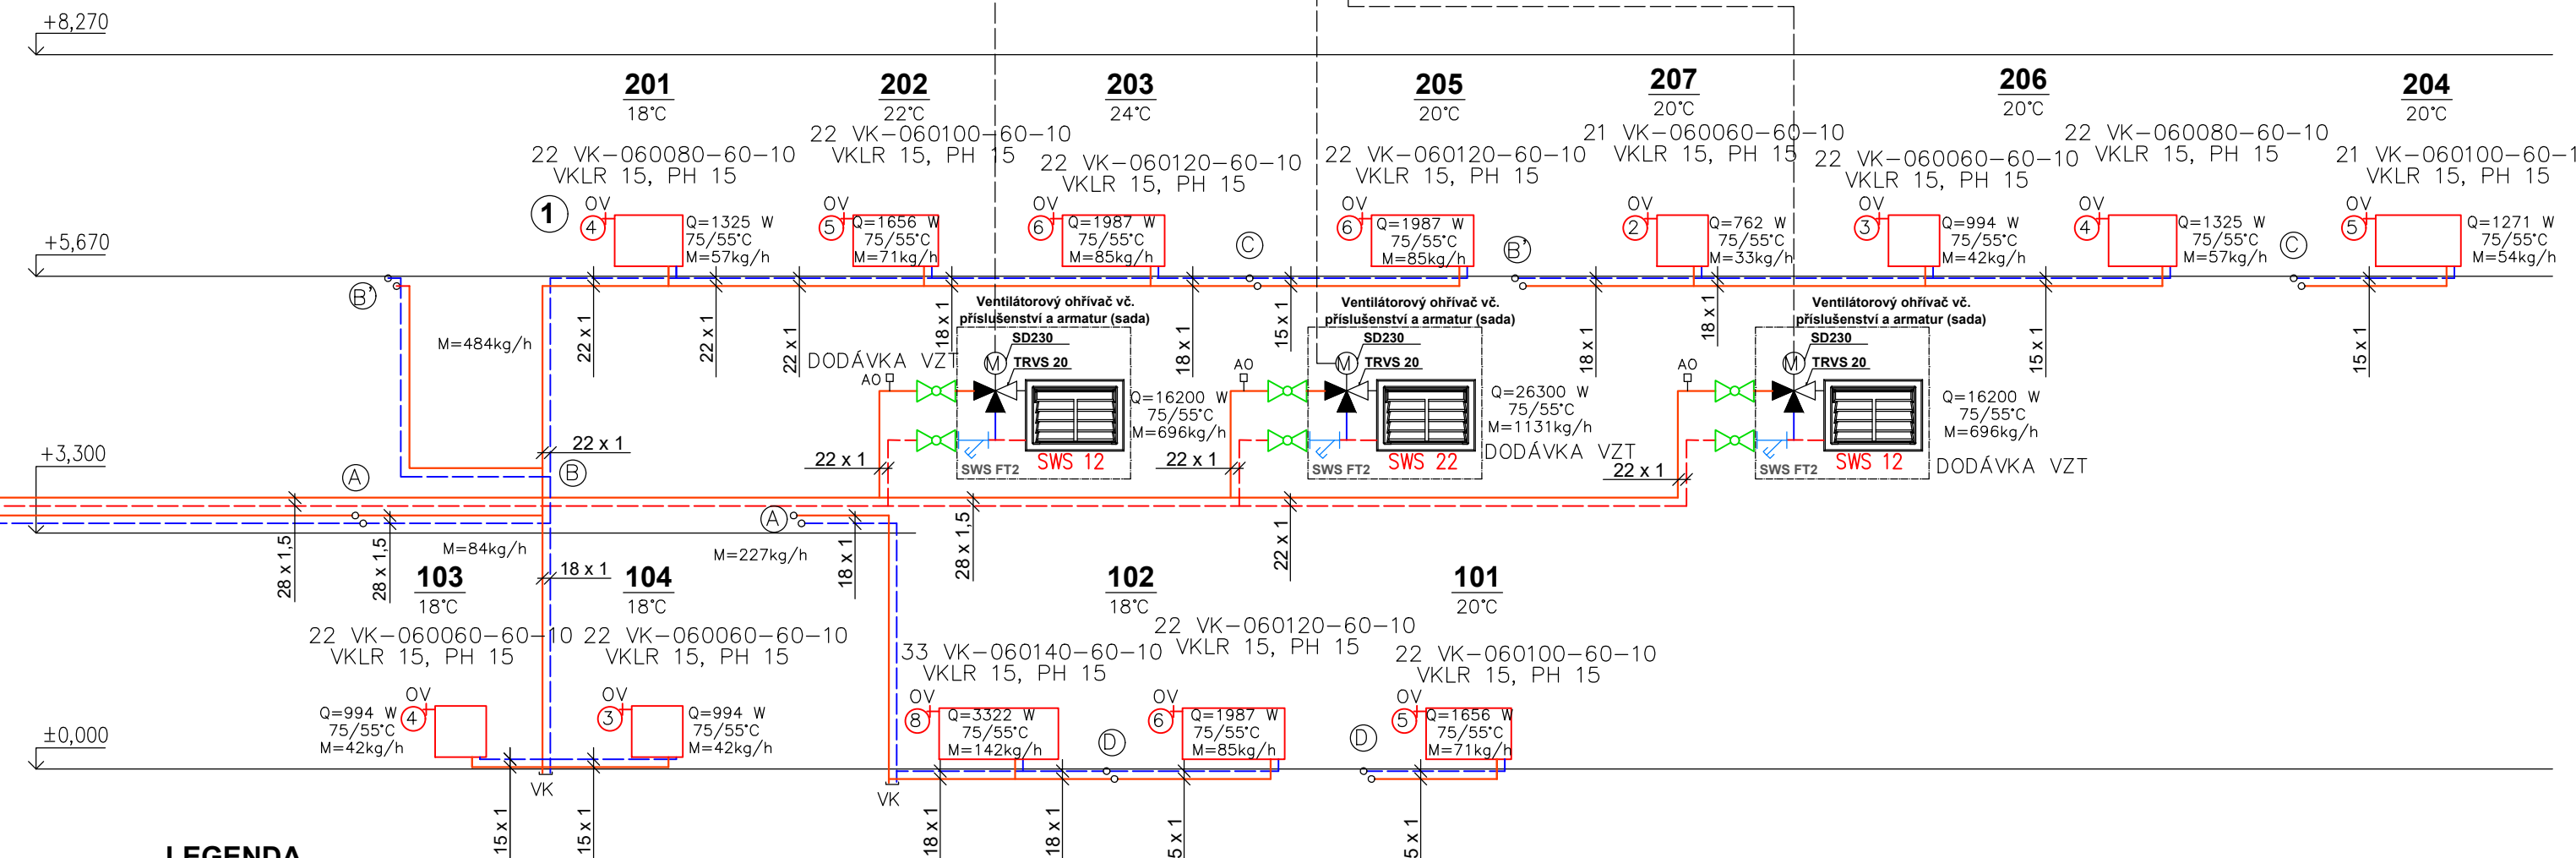 +8,270
201
18°C
22 VK-060080-60-10
VKLR 15, PH 15
202
22°C
22 VK-060100-60-10
VKLR 15, PH 15
203
24°C
22 VK-060120-60-10
VKLR 15, PH 15
205
20°C
22 VK-060120-60-10
VKLR 15, PH 15
207
20°C
21 VK-060060-60-10
VKLR 15, PH 15
206
20°C
22 VK-060060-60-10
VKLR 15, PH 15
22 VK-060080-60-10
VKLR 15, PH 15
204
20°C
21 VK-060100-60-1
VKLR 15, PH 15
1
OV
4
Q=1325 W
75/55°C
M=57kg/h
OV
5
Q=1656 W
75/55°C
M=71kg/h
OV
6
Q=1987 W
75/55°C
M=85kg/h
C
OV
6
Q=1987 W
75/55°C
M=85kg/h
B'
OV
2
Q=762 W
75/55°C
M=33kg/h
OV
3
Q=994 W
75/55°C
M=42kg/h
OV
4
Q=1325 W
75/55°C
M=57kg/h
C
OV
5
Q=1271 W
75/55°C
M=54kg/h
+5,670
B'
M=484kg/h
22 x 1
22 x 1
22 x 1
18 x 1
18 x 1
15 x 1
18 x 1
18 x 1
15 x 1
15 x 1
Ventilátorový ohřívač vč.
příslušenství a armatur (sada)
SD230
M
TRVS 20
DODÁVKA VZT
AO
Q=16200 W
75/55°C
M=696kg/h
SWS FT2
SWS 12
22 x 1
Ventilátorový ohřívač vč.
příslušenství a armatur (sada)
SD230
M
TRVS 20
AO
Q=26300 W
75/55°C
M=1131kg/h
DODÁVKA VZT
SWS FT2
SWS 22
22 x 1
Ventilátorový ohřívač vč.
příslušenství a armatur (sada)
SD230
M
TRVS 20
AO
Q=16200 W
75/55°C
M=696kg/h
DODÁVKA VZT
SWS FT2
SWS 12
22 x 1
+3,300
22 x 1
A
B
A
28 x 1,5
28 x 1,5
M=84kg/h
18 x 1
M=227kg/h
18 x 1
28 x 1,5
22 x 1
103
18°C
22 VK-060060-60-10
VKLR 15, PH 15
104
18°C
22 VK-060060-60-10
VKLR 15, PH 15
102
18°C
33 VK-060140-60-10
VKLR 15, PH 15
22 VK-060120-60-10
VKLR 15, PH 15
101
20°C
22 VK-060100-60-10
VKLR 15, PH 15
±0,000
OV
4
Q=994 W
75/55°C
M=42kg/h
OV
3
Q=994 W
75/55°C
M=42kg/h
OV
8
Q=3322 W
75/55°C
M=142kg/h
D
OV
6
Q=1987 W
75/55°C
M=85kg/h
D
OV
5
Q=1656 W
75/55°C
M=71kg/h
VK
VK
15 x 1
15 x 1
18 x 1
18 x 1
5 x 1
5 x 1
LEGENDA